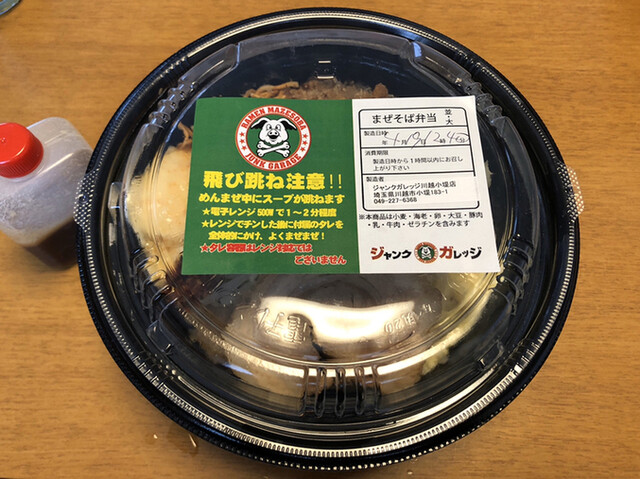 RAMEN MAZESOBA
JUNK GARAGE
飛び跳ね注意!!
めんまぜ中にスープが跳ねます
★電子レンジ500Wで1～2分程度
★レンジでチンした麺に付属のタレを
全体的にかけ、よくまぜまぜ!
★タレ容器はレンジ対応では
ございません
まぜそば弁当 並・大
製造日時
年
消費期限
製造日時から1時間以内にお召し
上がり下さい
製造者
ジャンクガレッジ川越小堤店
埼玉県川越市小堤183-1
049-227-6368
※本商品は小麦・海老・卵・大豆・豚肉
・乳・牛肉・ゼラチンを含みます
ジャンク ガレッジ